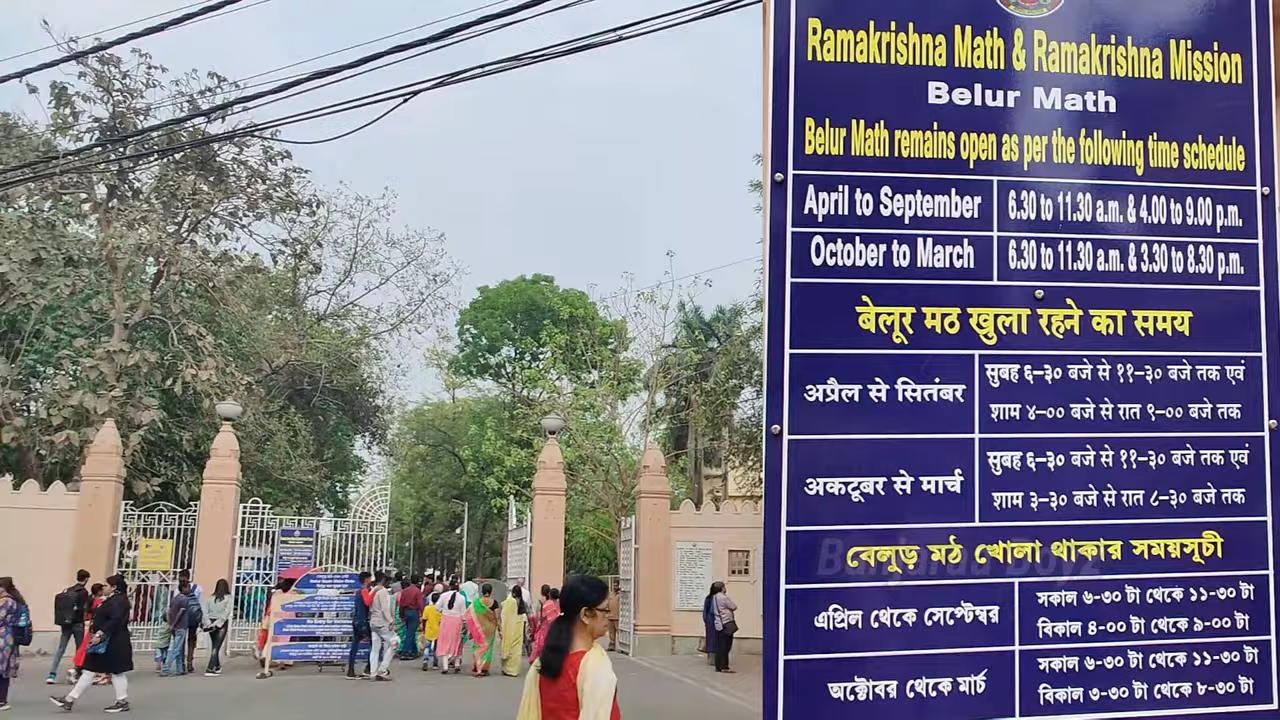 Ramakrishna Math & Ramakrishna Mission
Belur Math
Belur Math remains open as per the following time schedule
April to September 6.30 to 11.30 a.m. & 4.00 to 9.00 p.m.
October to March 6.30 to 11.30 a.m. & 3.30 to 8.30 p.m.
बेलूर मठ खुला रहने का समय
अप्रैल से सितंबर
सुबह ६–३० बजे से ११–३० बजे तक एवं
शाम ४–०० बजे से रात ९–०० बजे तक
अकटूबर से मार्च
सुबह ६–३० बजे से ११–३० बजे तक एवं
शाम ३–३० बजे से रात ८–३० बजे तक
বেলুড় মঠ খোলা থাকার সময়সূচী
এপ্রিল থেকে সেপ্টেম্বর
সকাল ৬-৩০ টা থেকে ১১-৩০ টা
বিকাল ৪-০০ টা থেকে ৯-০০ টা
অক্টোবর থেকে মার্চ
সকাল ৬-৩০ টা থেকে ১১-৩০ টা
বিকাল ৩-৩০ টা থেকে ৮-৩০ টা